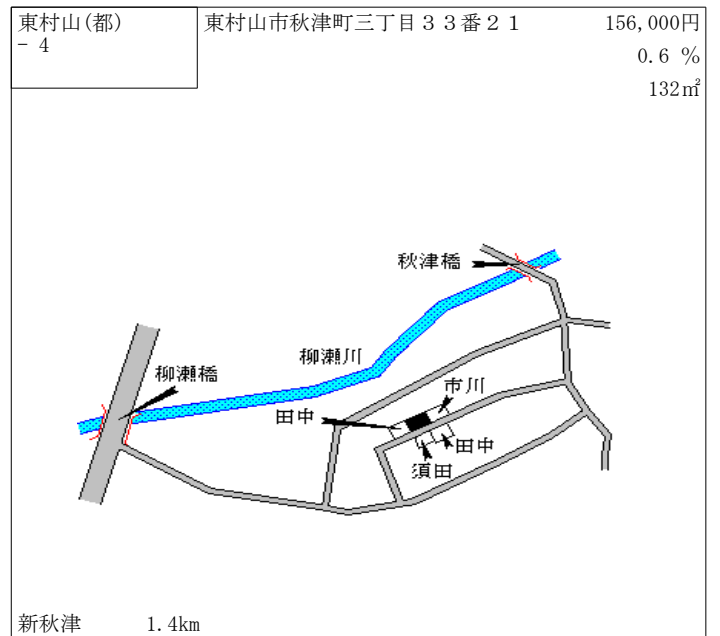 東村山(都)
- 4
東村山市秋津町三丁目３３番２１
156,000円
0.6 %
132㎡
秋津橋
柳瀬川
柳瀬橋
市川
田中
田中
須田
新秋津 1.4km